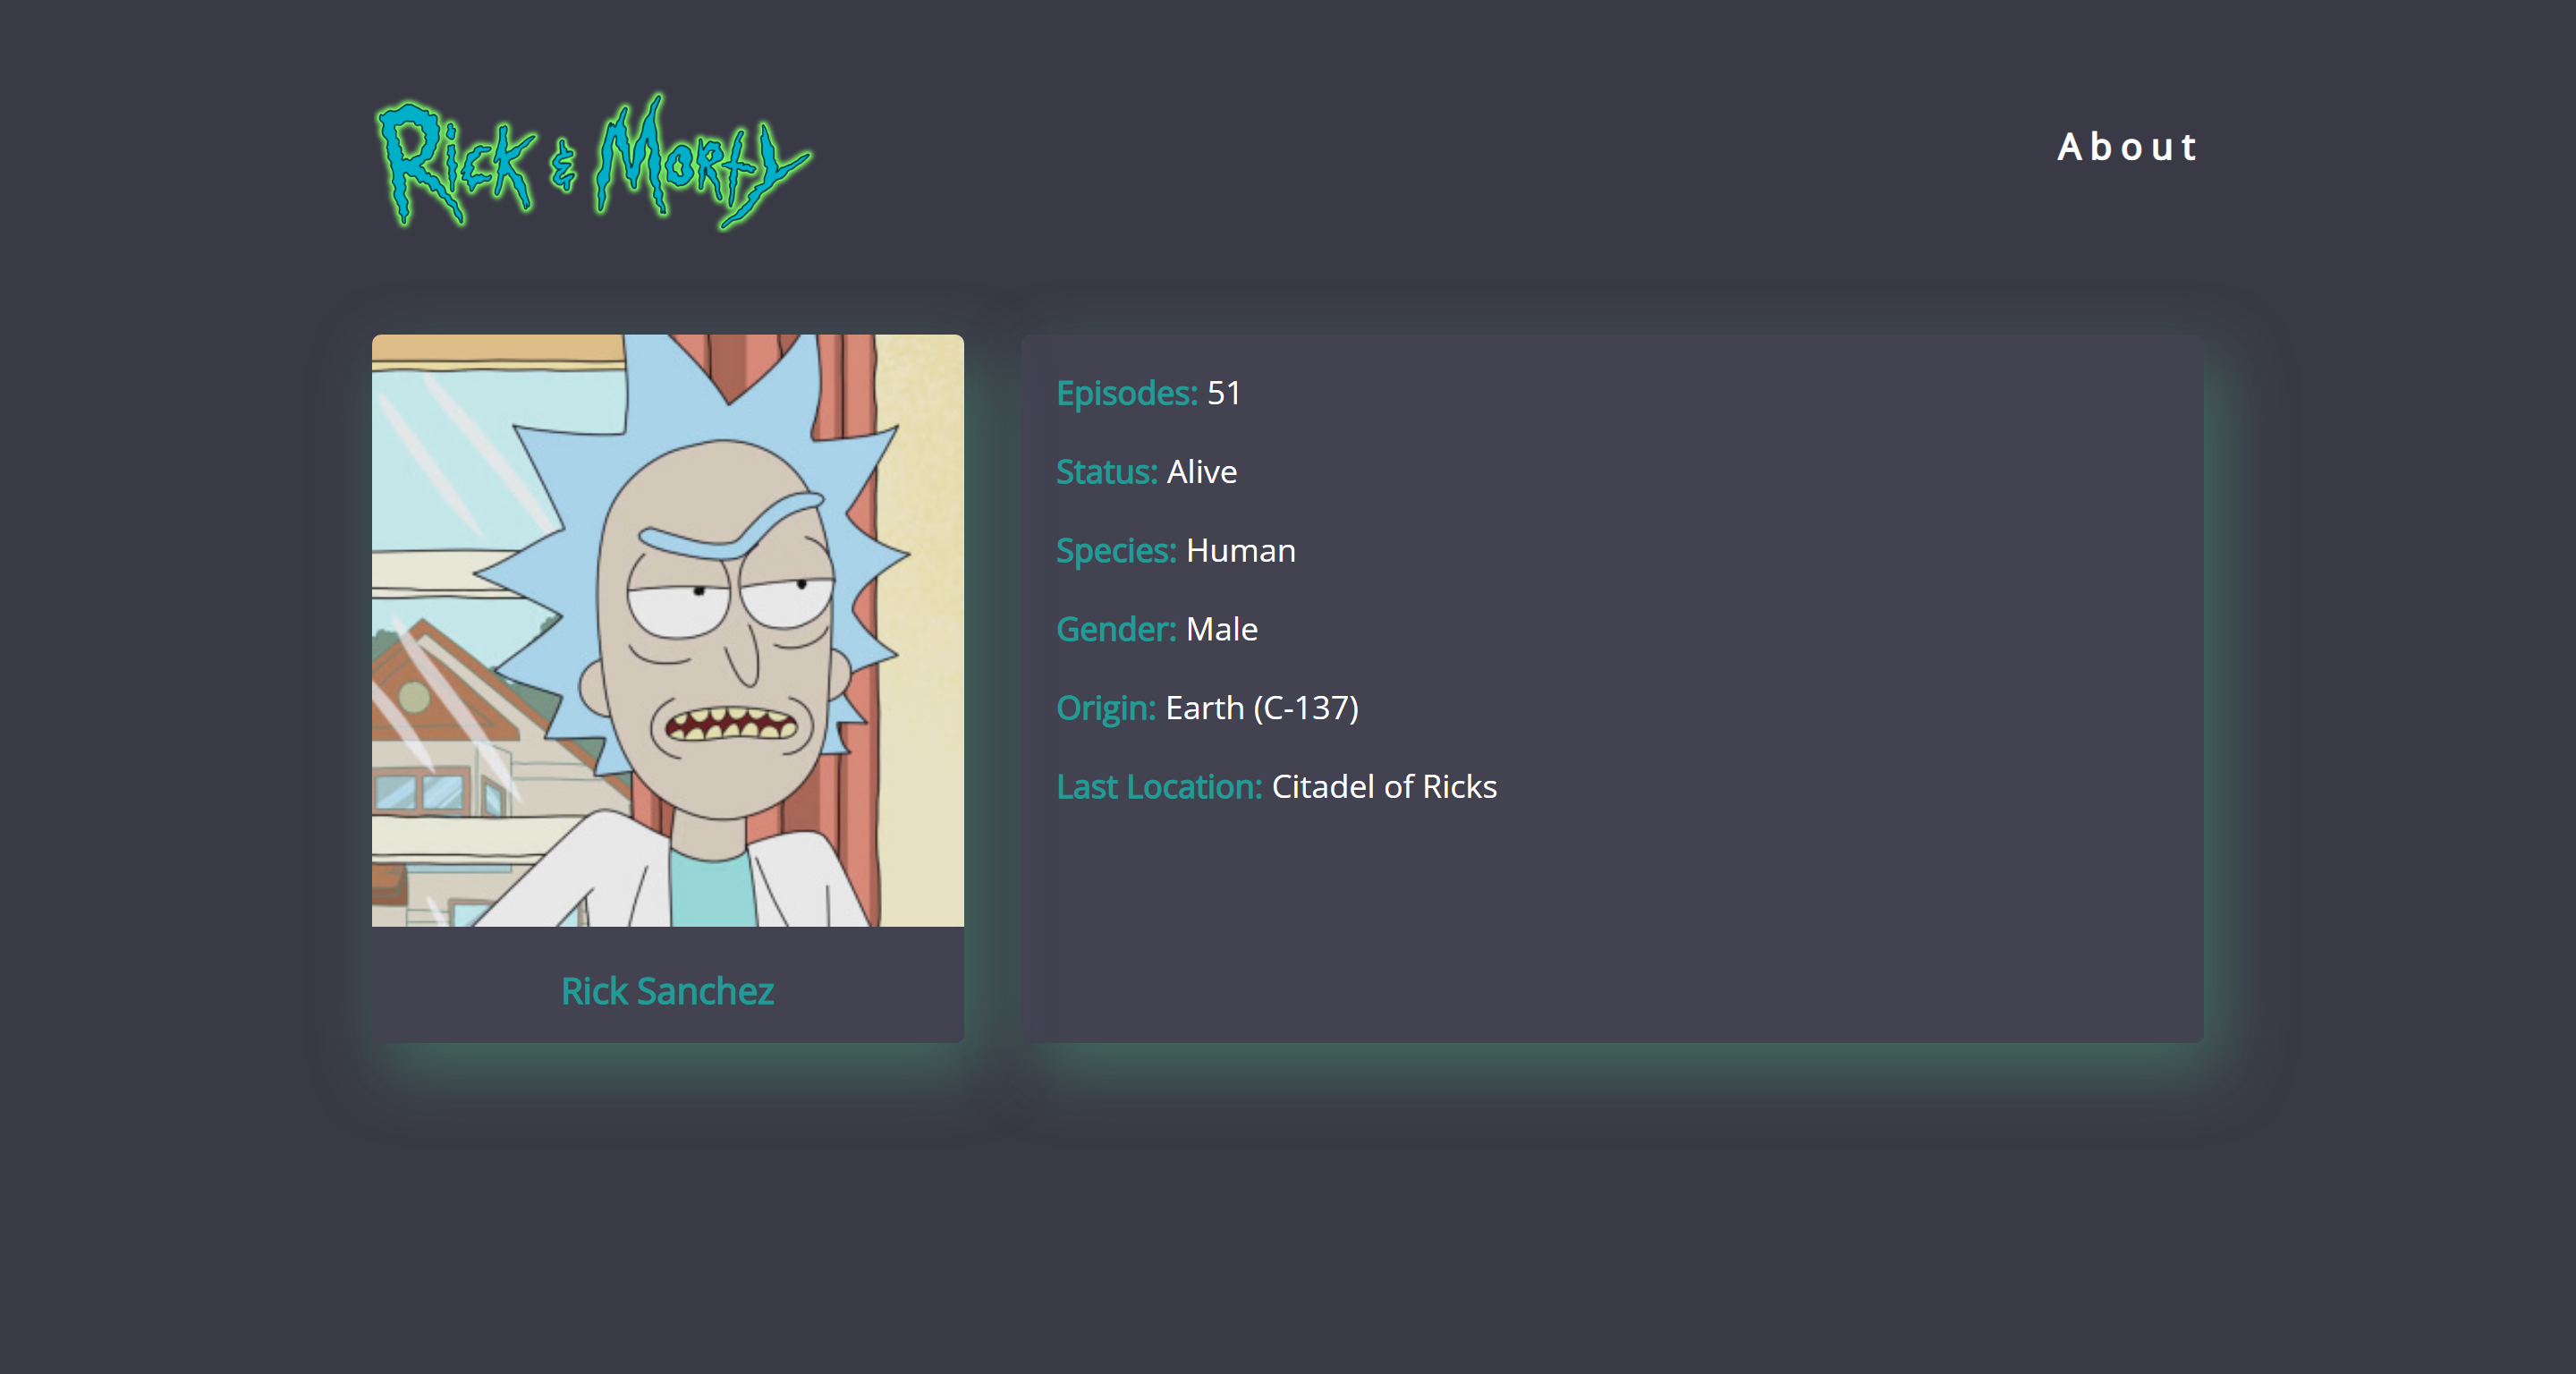 Rick & Morty
About
Episodes: 51
Status: Alive
Species: Human
Gender: Male
Origin: Earth (C-137)
Last Location: Citadel of Ricks
Rick Sanchez